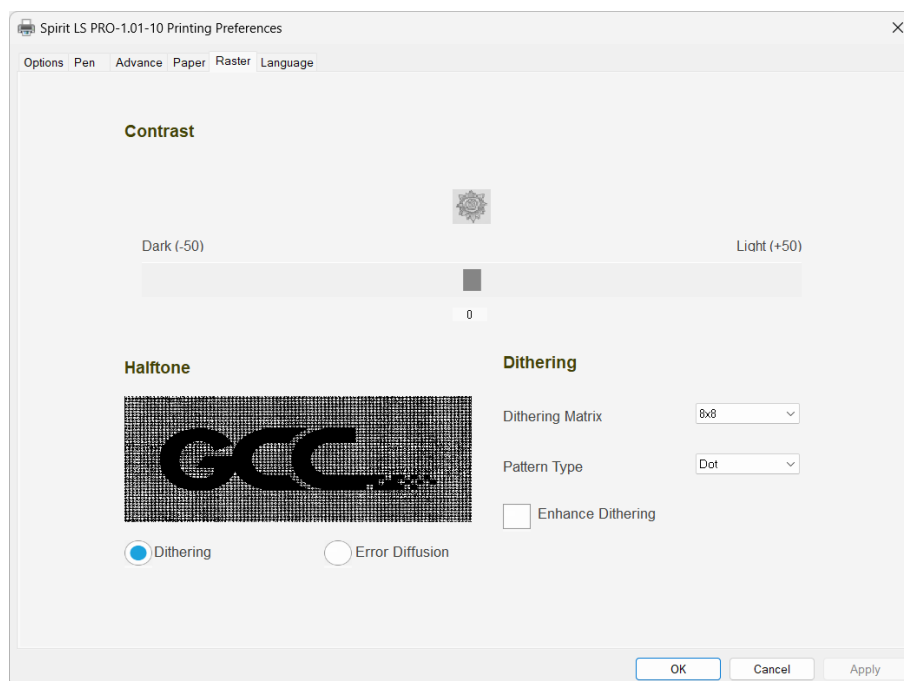 Spirit LS PRO-1.01-10 Printing Preferences
Options Pen Advance Paper Raster Language
Contrast
Dark (-50) Light (+50)
0
Halftone
Dithering
GCC
Dithering Matrix 8x8
Pattern Type Dot
Enhance Dithering
Dithering Error Diffusion
OK Cancel Apply